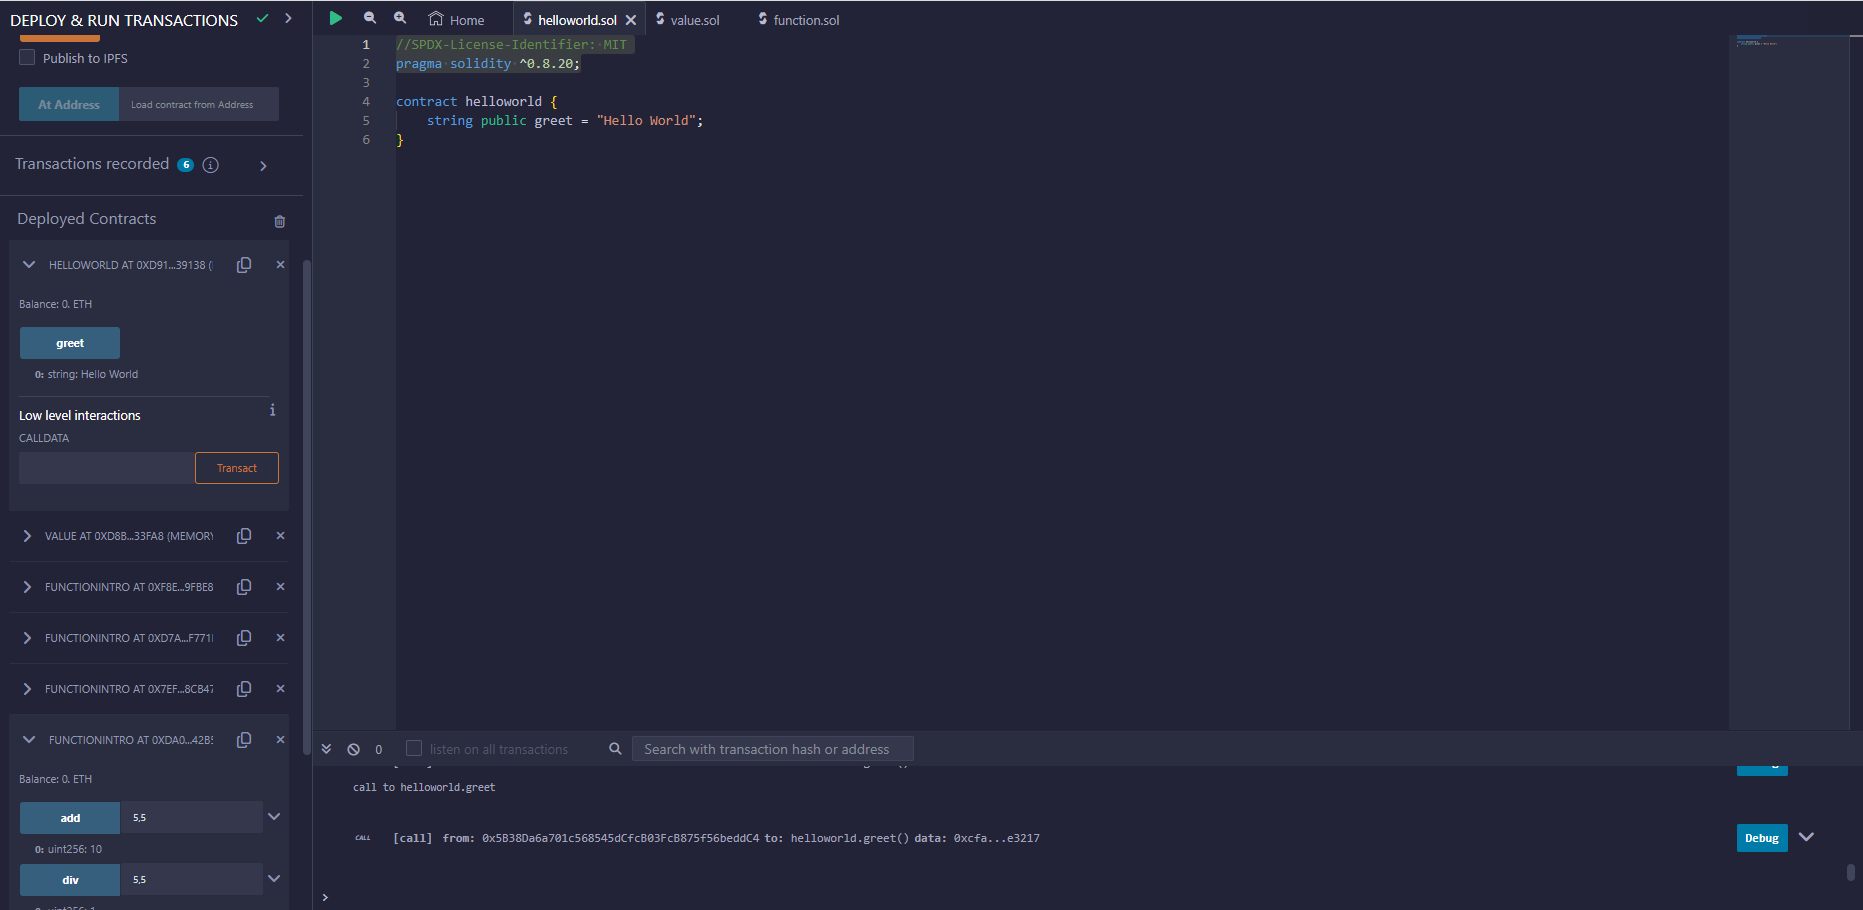 DEPLOY & RUN TRANSACTIONS
Publish to IPFS
At Address
Load contract from Address
Transactions recorded 6
Deployed Contracts
HELLOWORLD AT 0XD91...39138 (
Balance: 0. ETH
greet
0: string: Hello World
Low level interactions
CALLDATA
Transact
VALUE AT 0XD8B...33FA8 (MEMORY
FUNCTIONINTRO AT 0XF8E...9FBE8
FUNCTIONINTRO AT 0XD7A...F771
FUNCTIONINTRO AT 0X7EF...8CB47
FUNCTIONINTRO AT 0XDA0...42B5
Balance: 0. ETH
add 5,5
0: uint256: 10
div 5,5
0: uint256: 1
Home
helloworld.sol
value.sol
function.sol
1 //SPDX-License-Identifier: MIT
2 pragma solidity ^0.8.20;
3
4 contract helloworld {
5 string public greet = "Hello World";
6 }
0
listen on all transactions
Search with transaction hash or address
call to helloworld.greet
CALL [call] from: 0x5B38Da6a701c568545dCfcB03FcB875f56beddC4 to: helloworld.greet() data: 0xcfa...e3217
Debug
>